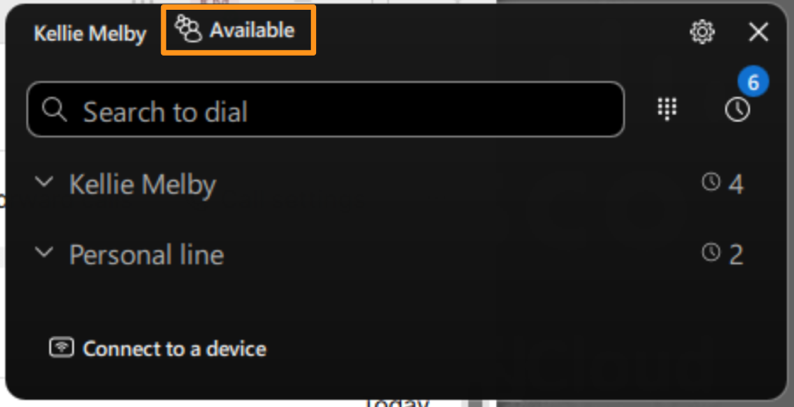 Kellie Melby Available
6
Search to dial
Kellie Melby 4
Personal line 2
Connect to a device
Today